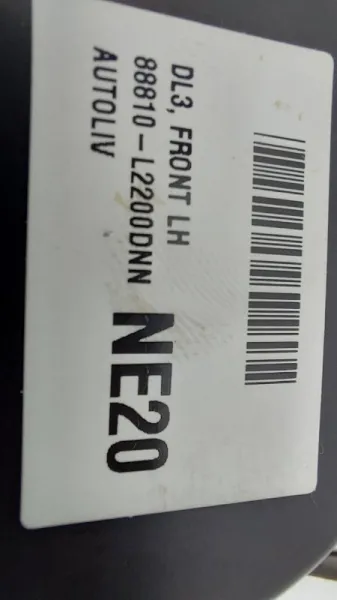 DL3, FRONT LH
88810-L2200DNN
AUTOLIV
NE20